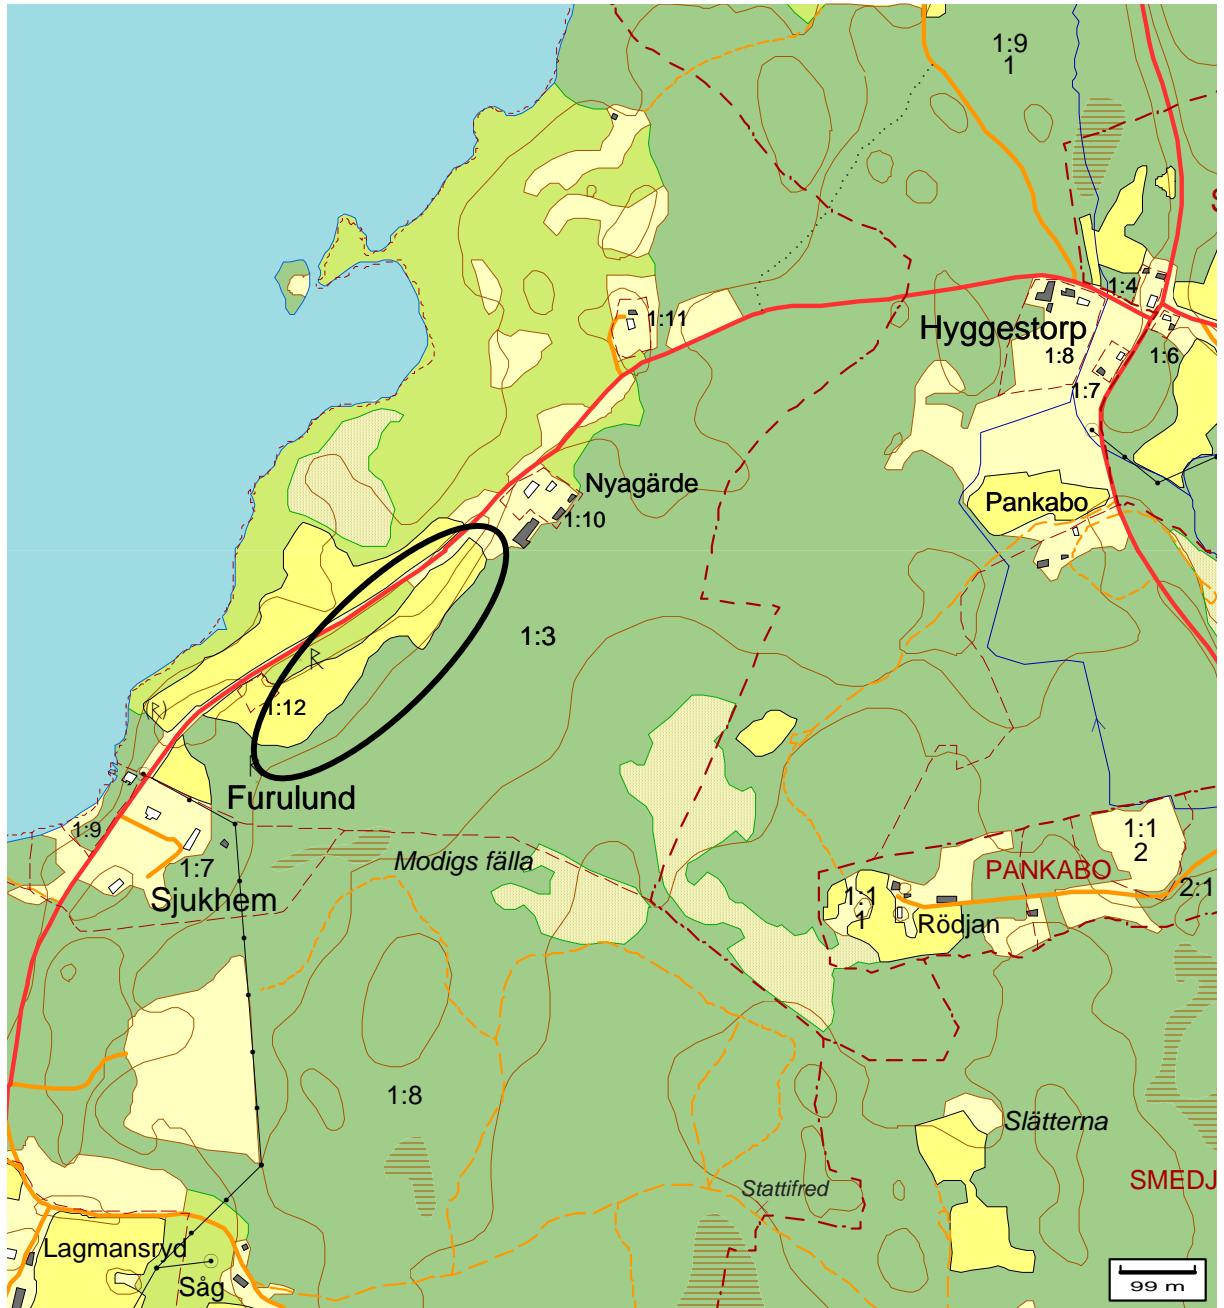 1:9
1
1:4
1:11
Hyggestorp
1:8
1:6
1:7
Nyagärde
Pankabo
1:10
1:3
R
1:12
(R)
R
Furulund
1:9
1:7
Modigs fälla
Sjukhem
1:1
2
PANKABO
2:1
1:1
1
Rödjan
1:8
Slätterna
SMEDJ
Stattifred
Lagmansryd
Såg
99 m